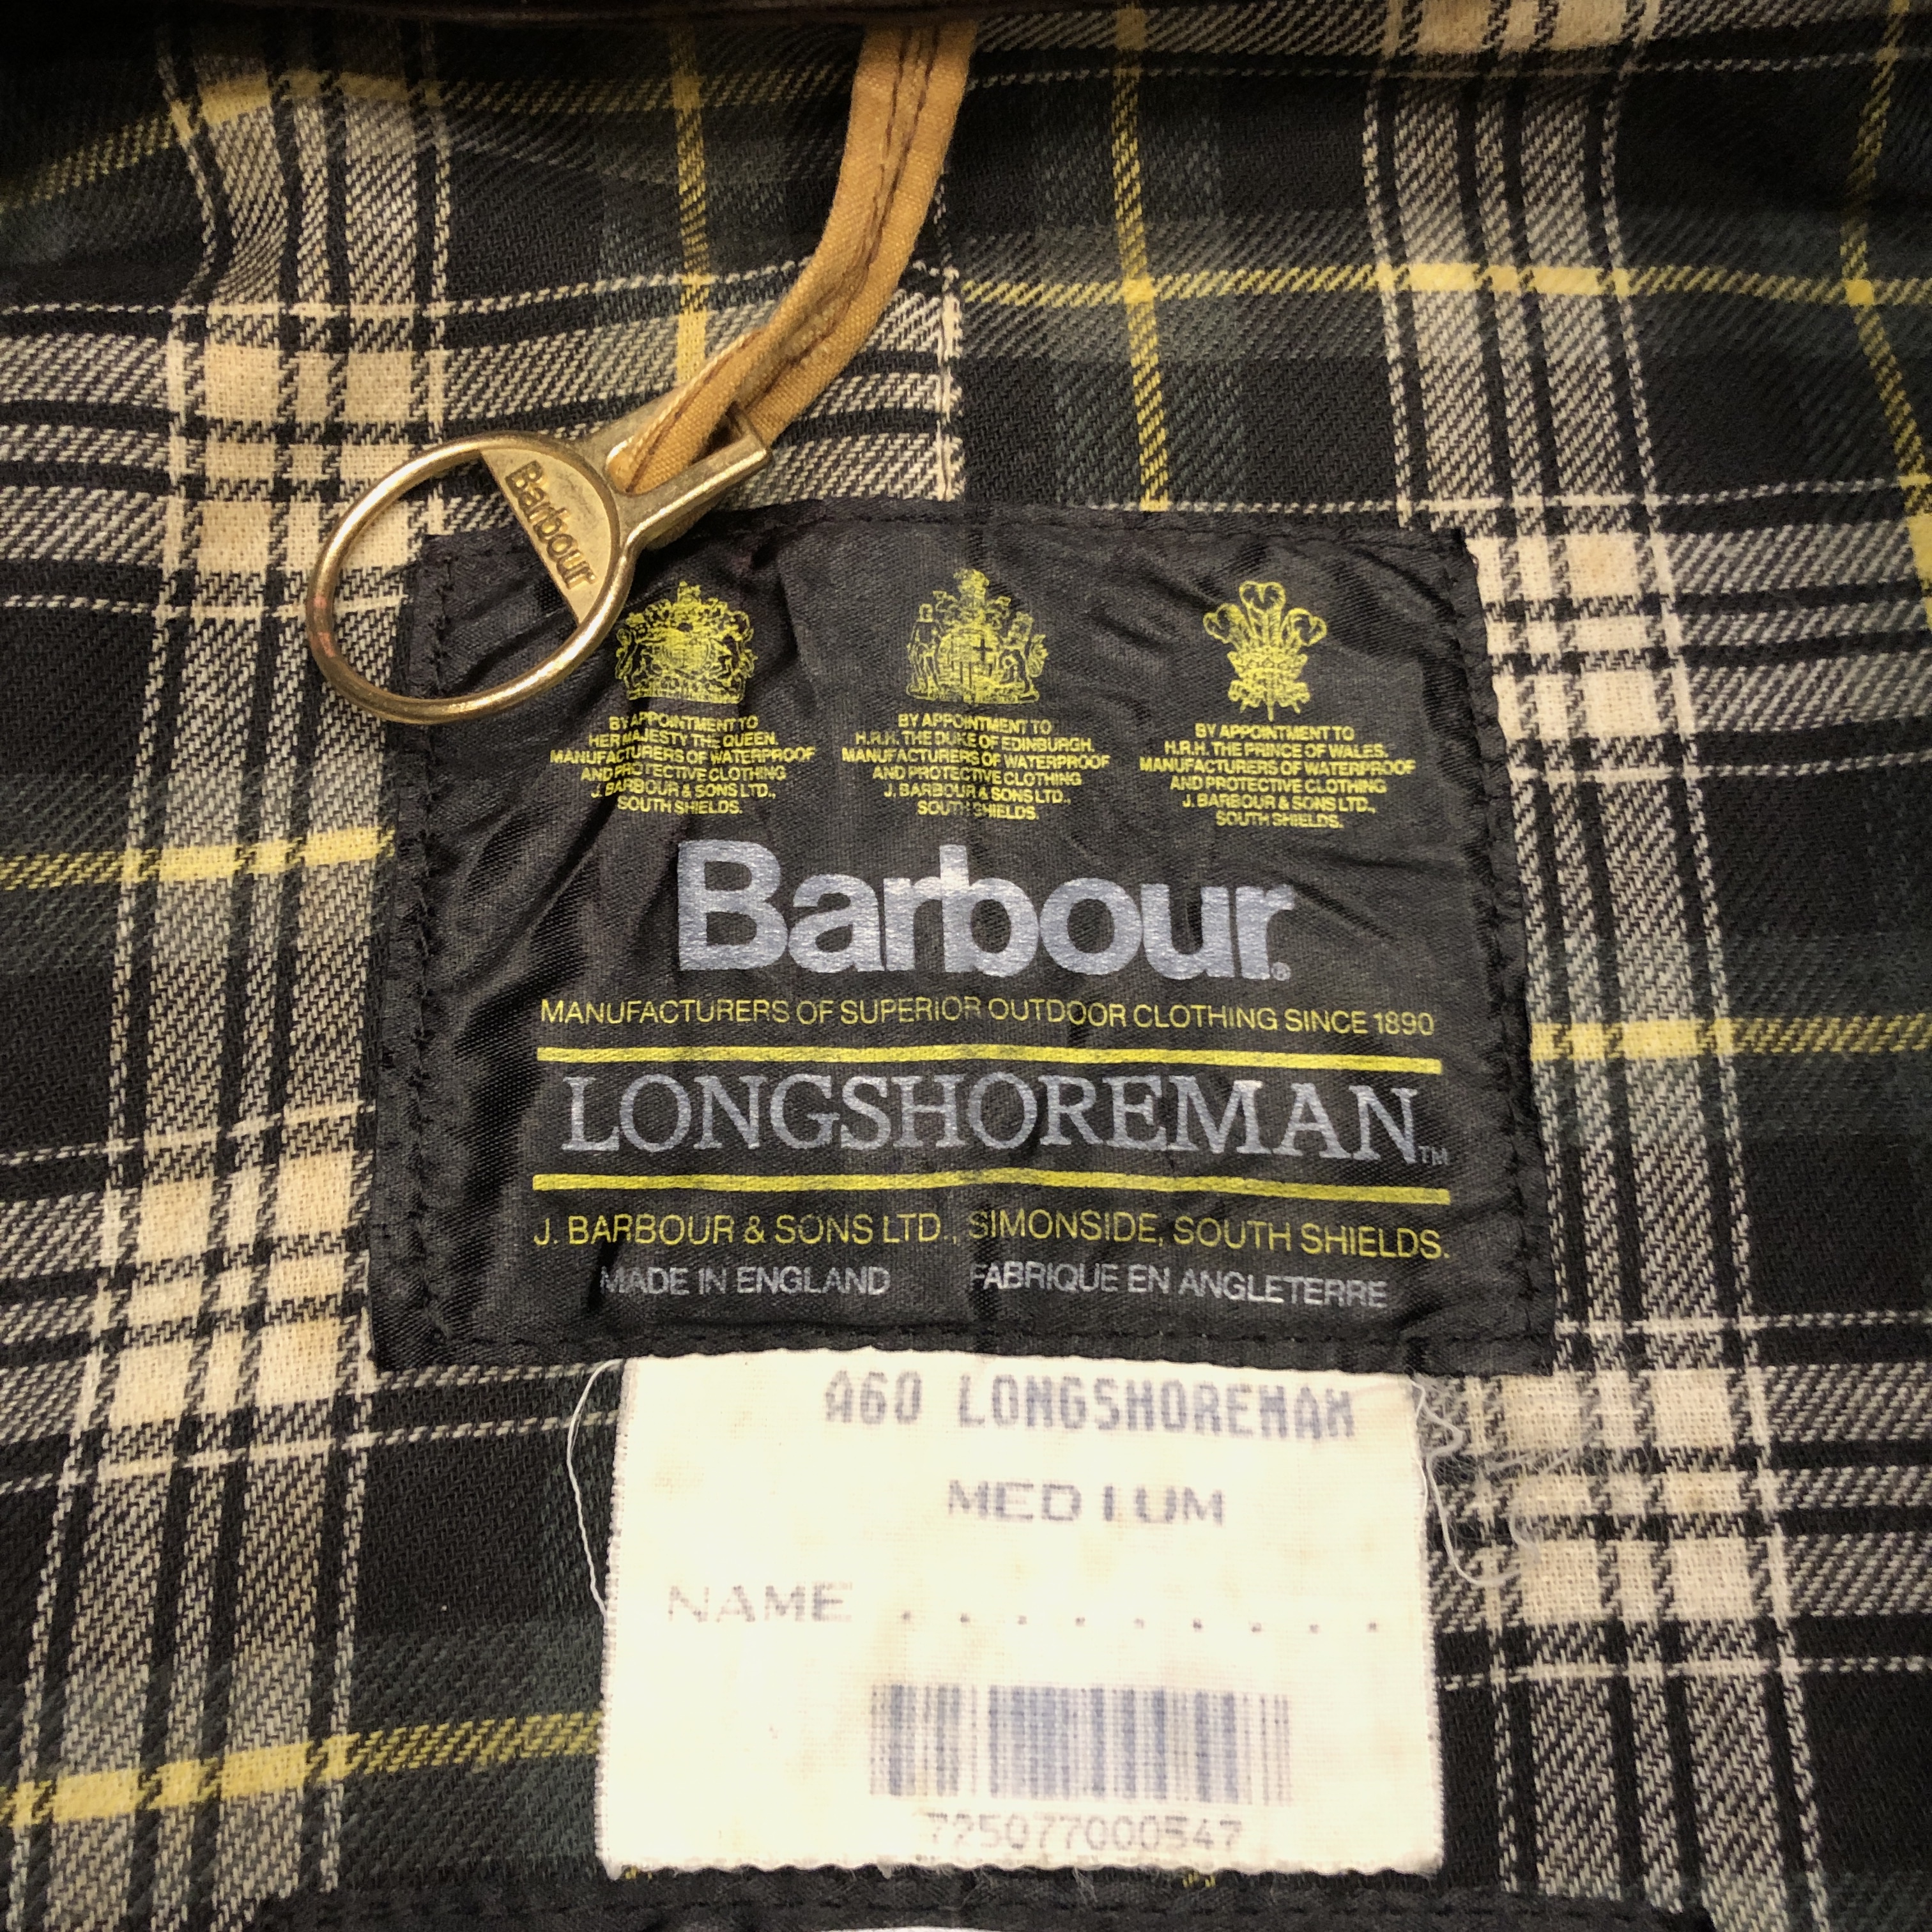 Barbour
BY APPOINTMENT TO
HER MAJESTY THE QUEEN.
MANUFACTURERS OF WATERPROOF
AND PROTECTIVE CLOTHING
J. BARBOUR & SONS LTD.,
SOUTH SHIELDS.
BY APPOINTMENT TO
H.R.H. THE DUKE OF EDINBURGH.
MANUFACTURERS OF WATERPROOF
AND PROTECTIVE CLOTHING
J. BARBOUR & SONS LTD.,
SOUTH SHIELDS.
BY APPOINTMENT TO
H.R.H. THE PRINCE OF WALES.
MANUFACTURERS OF WATERPROOF
AND PROTECTIVE CLOTHING
J. BARBOUR & SONS LTD.,
SOUTH SHIELDS.
Barbour®
MANUFACTURERS OF SUPERIOR OUTDOOR CLOTHING SINCE 1890
LONGSHOREMAN™
J. BARBOUR & SONS LTD., SIMONSIDE, SOUTH SHIELDS.
MADE IN ENGLAND FABRIQUE EN ANGLETERRE
A60 LONGSHOREMAN
MEDIUM
NAME . . . . . . . . .
725077000547